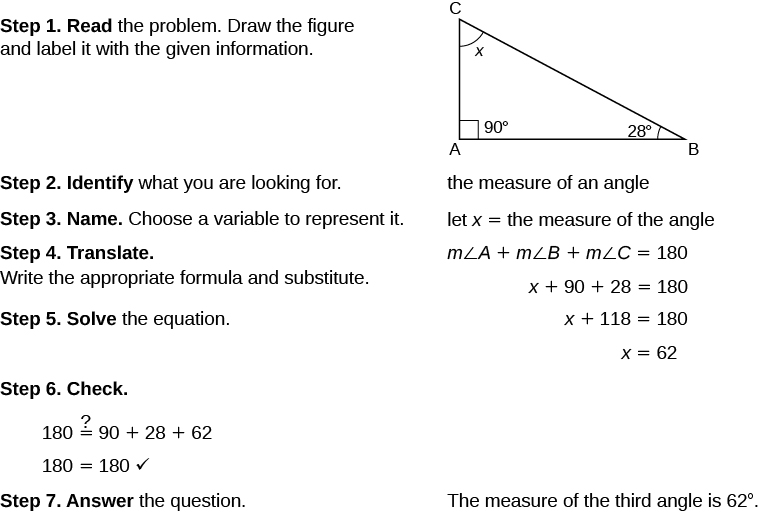 Step 1. Read the problem. Draw the figure
and label it with the given information.
C
x
90°
28°
A
B
Step 2. Identify what you are looking for.
the measure of an angle
Step 3. Name. Choose a variable to represent it.
let x = the measure of the angle
Step 4. Translate.
Write the appropriate formula and substitute.
m∠A + m∠B + m∠C = 180
x + 90 + 28 = 180
Step 5. Solve the equation.
x + 118 = 180
x = 62
Step 6. Check.
180 ≟ 90 + 28 + 62
180 = 180 ✓
Step 7. Answer the question.
The measure of the third angle is 62°.